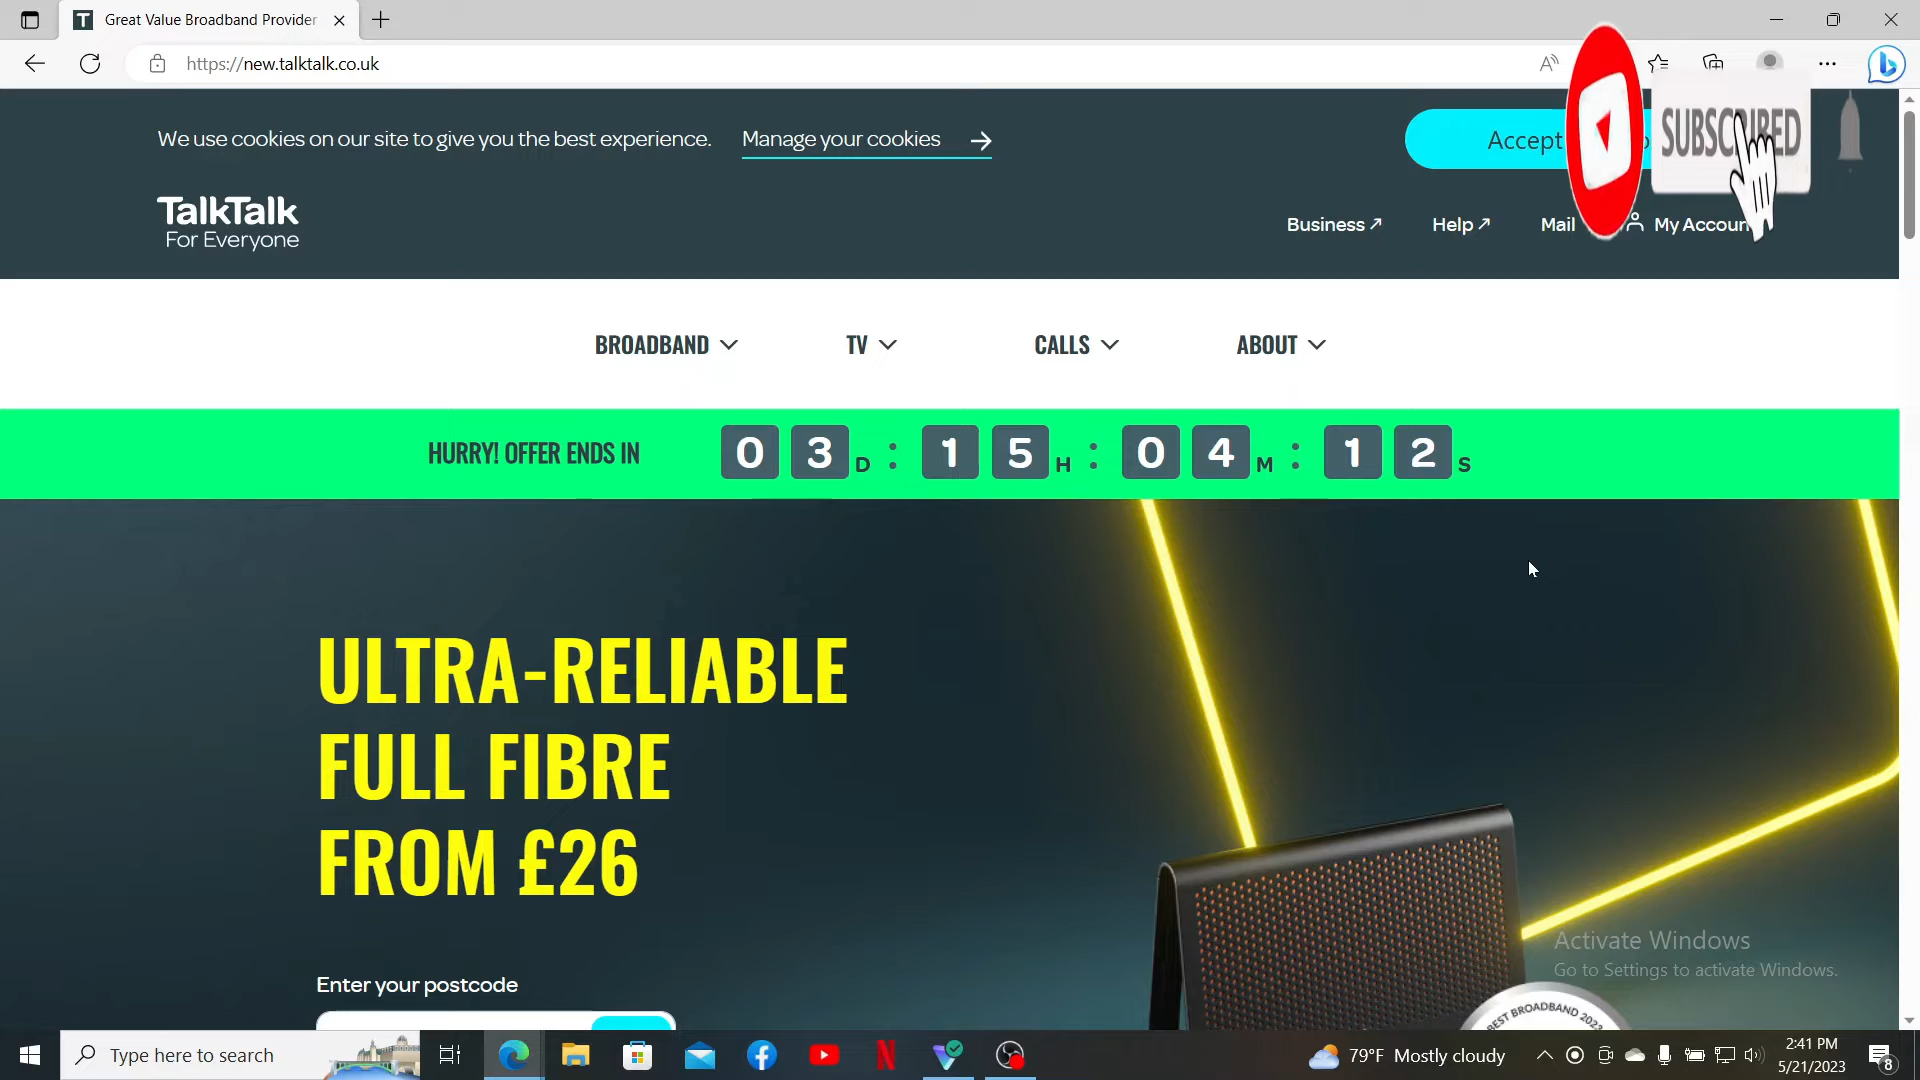 Great Value Broadband Provider
https://new.talktalk.co.uk
We use cookies on our site to give you the best experience. Manage your cookies
Accept
SUBSCRIBED
TalkTalk
For Everyone
Business Help Mail My Account
BROADBAND TV CALLS ABOUT
HURRY! OFFER ENDS IN 0 3 D : 1 5 H : 0 4 M : 1 2 S
ULTRA-RELIABLE
FULL FIBRE
FROM £26
Activate Windows
Go to Settings to activate Windows.
Enter your postcode
BEST BROADBAND 2023
Type here to search
79°F Mostly cloudy
2:41 PM
5/21/2023
8